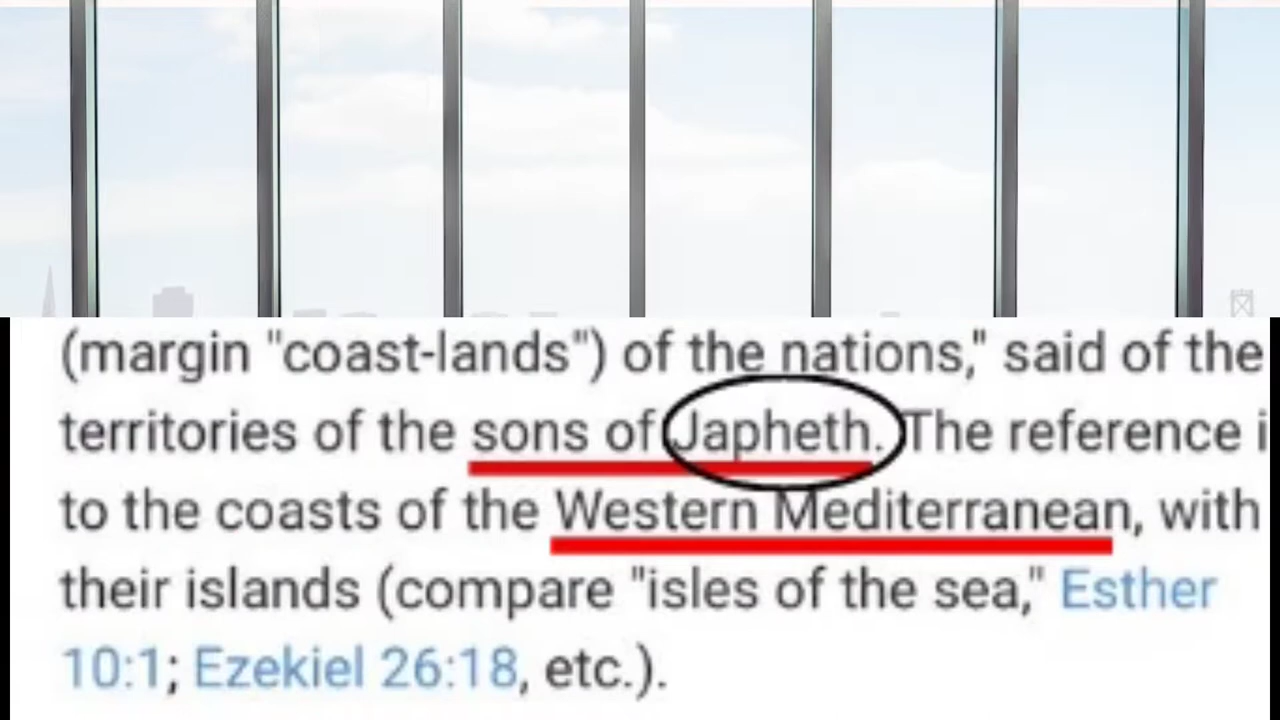 (margin "coast-lands") of the nations," said of the
territories of the sons of Japheth. The reference i
to the coasts of the Western Mediterranean, with
their islands (compare "isles of the sea," Esther
10:1; Ezekiel 26:18, etc.).